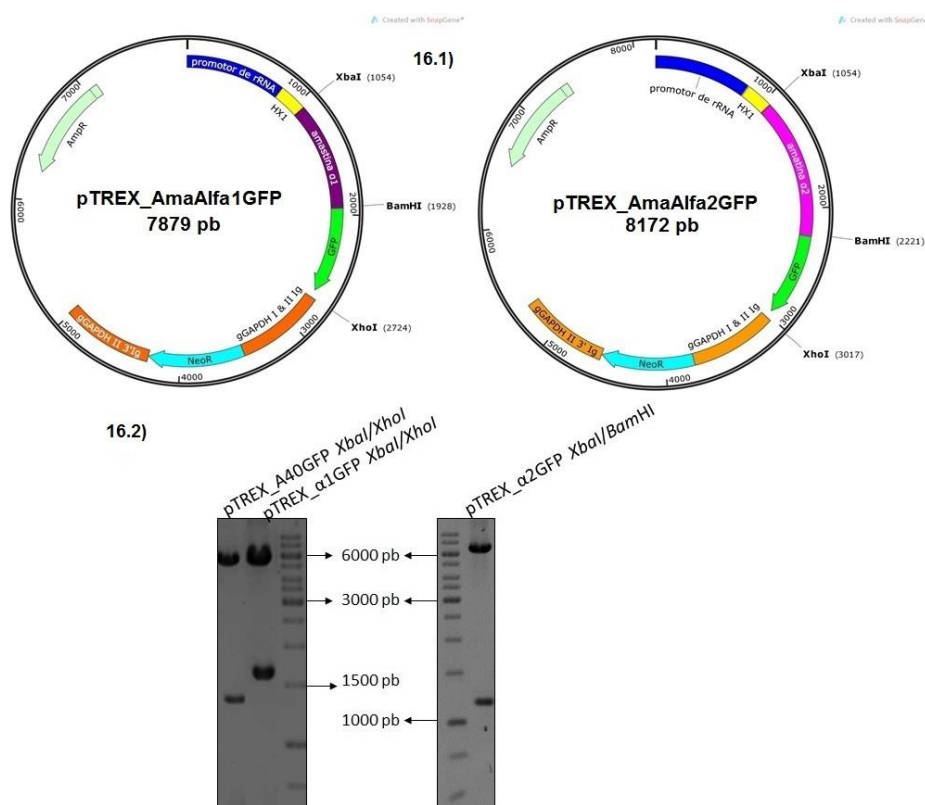 Created with SnapGene®
Created with SnapGene
16.1)
promotor de rRNA
HX1
XbaI (1054)
amastina α1
BamHI (1928)
GFP
XhoI (2724)
gGAPDH I & II Ig
NeoR
gGAPDH II 3'Ig
AmpR
1000
2000
3000
4000
5000
6000
7000
pTREX_AmaAlfa1GFP
7879 pb
promotor de rRNA
HX1
XbaI (1054)
amatina α2
BamHI (2221)
GFP
XhoI (3017)
gGAPDH I & II Ig
NeoR
gGAPDH II 3' Ig
AmpR
1000
2000
3000
4000
5000
6000
7000
8000
pTREX_AmaAlfa2GFP
8172 pb
16.2)
pTREX_A40GFP XbaI/XhoI
pTREX_α1GFP XbaI/XhoI
pTREX_α2GFP XbaI/BamHI
6000 pb
3000 pb
1500 pb
1000 pb